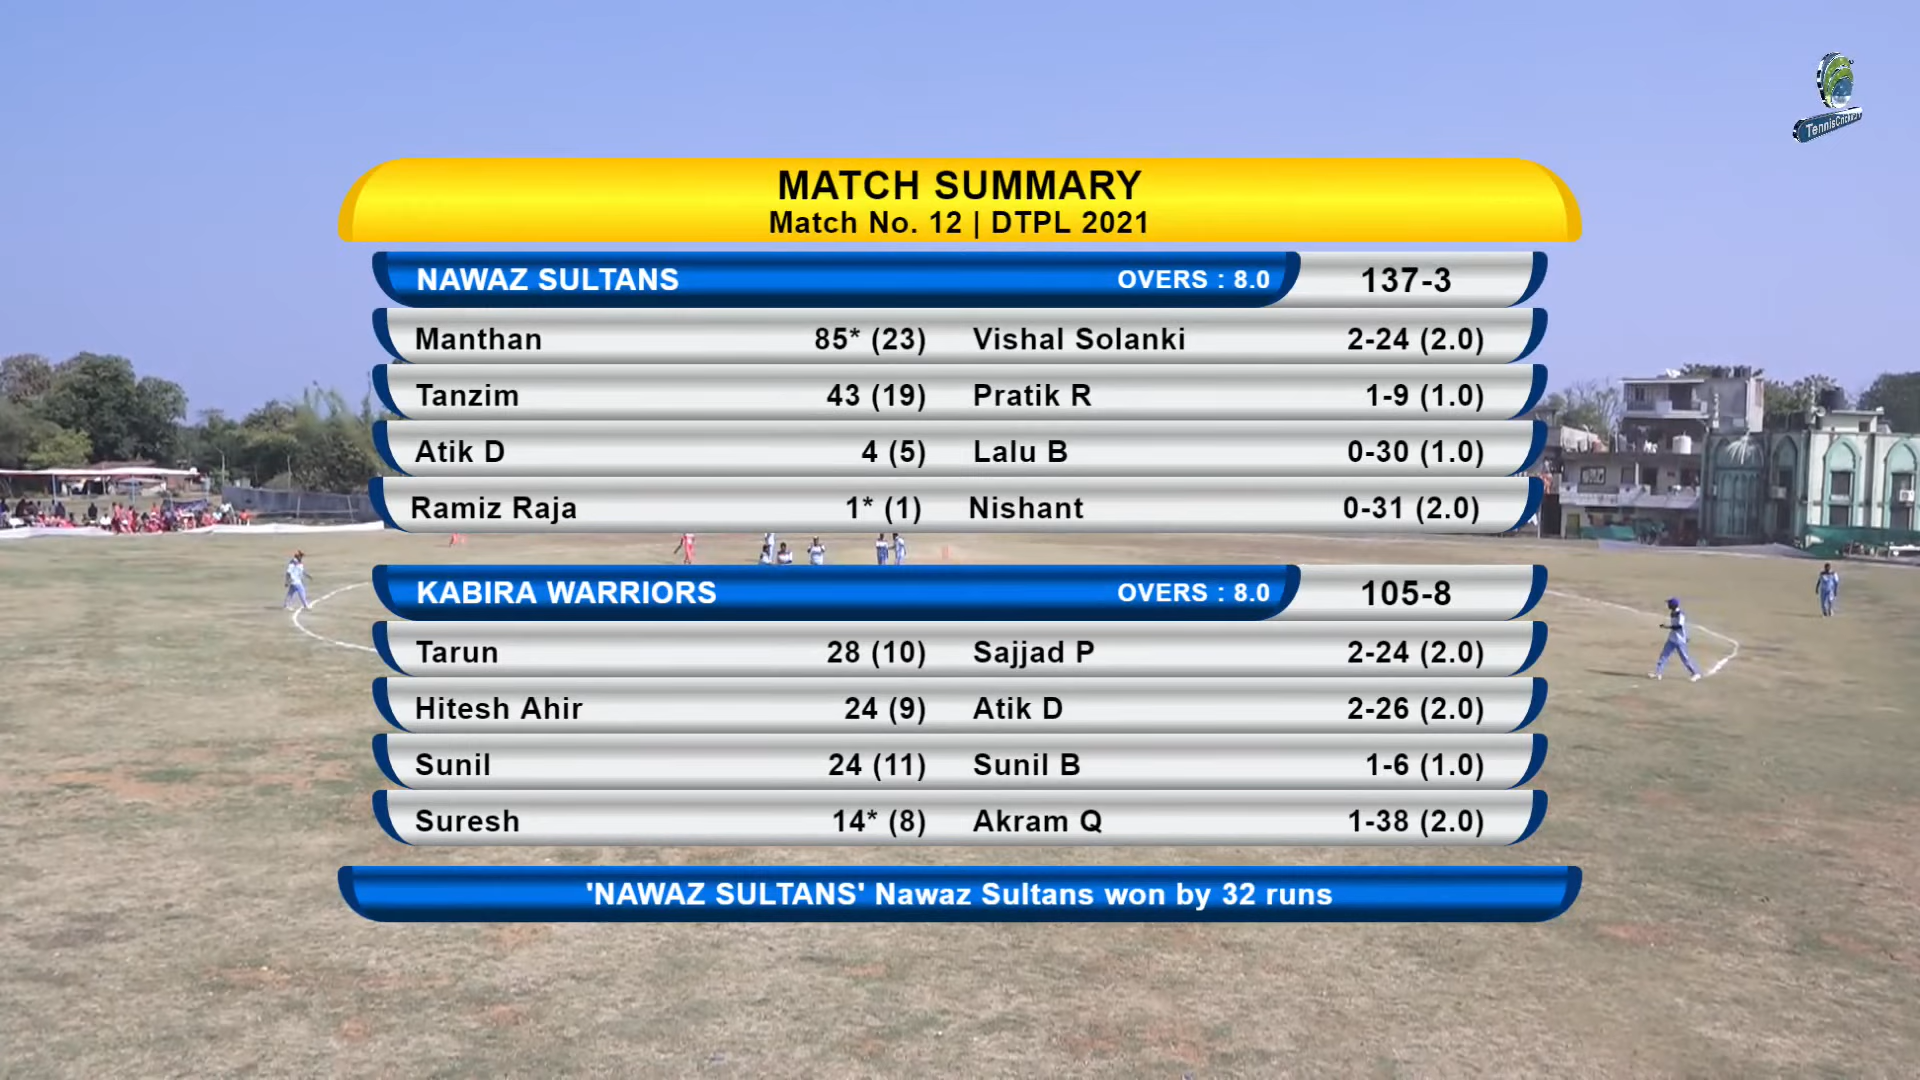 TennisCricket
MATCH SUMMARY
Match No. 12 | DTPL 2021
NAWAZ SULTANS OVERS : 8.0 137-3
Manthan 85* (23) Vishal Solanki 2-24 (2.0)
Tanzim 43 (19) Pratik R 1-9 (1.0)
Atik D 4 (5) Lalu B 0-30 (1.0)
Ramiz Raja 1* (1) Nishant 0-31 (2.0)
KABIRA WARRIORS OVERS : 8.0 105-8
Tarun 28 (10) Sajjad P 2-24 (2.0)
Hitesh Ahir 24 (9) Atik D 2-26 (2.0)
Sunil 24 (11) Sunil B 1-6 (1.0)
Suresh 14* (8) Akram Q 1-38 (2.0)
'NAWAZ SULTANS' Nawaz Sultans won by 32 runs